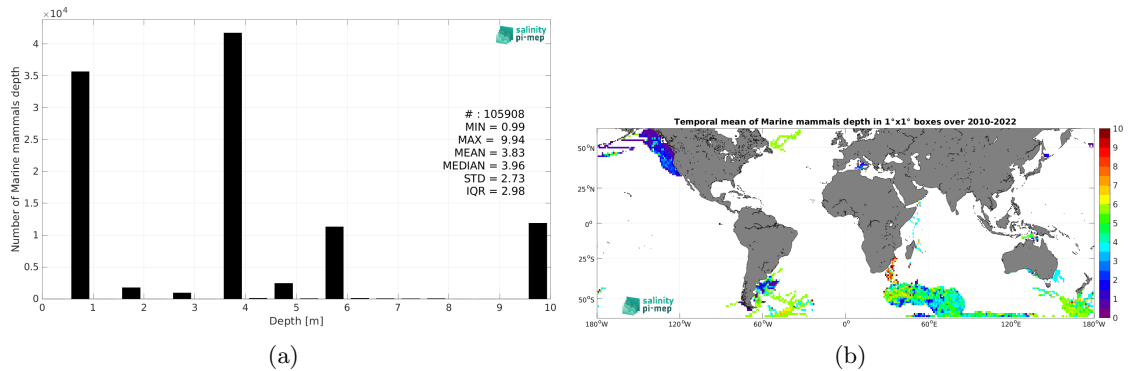 ×10⁴
salinity
pi-mep
4
3.5
3
2.5
2
1.5
1
0.5
0
Number of Marine mammals depth
# : 105908
MIN = 0.99
MAX = 9.94
MEAN = 3.83
MEDIAN = 3.96
STD = 2.73
IQR = 2.98
0 1 2 3 4 5 6 7 8 9 10
Depth [m]
(a)
Temporal mean of Marine mammals depth in 1°x1° boxes over 2010-2022
50°N
25°N
0°
25°S
50°S
salinity
pi-mep
180°W 120°W 60°W 0° 60°E 120°E 180°W
10
9
8
7
6
5
4
3
2
1
0
(b)